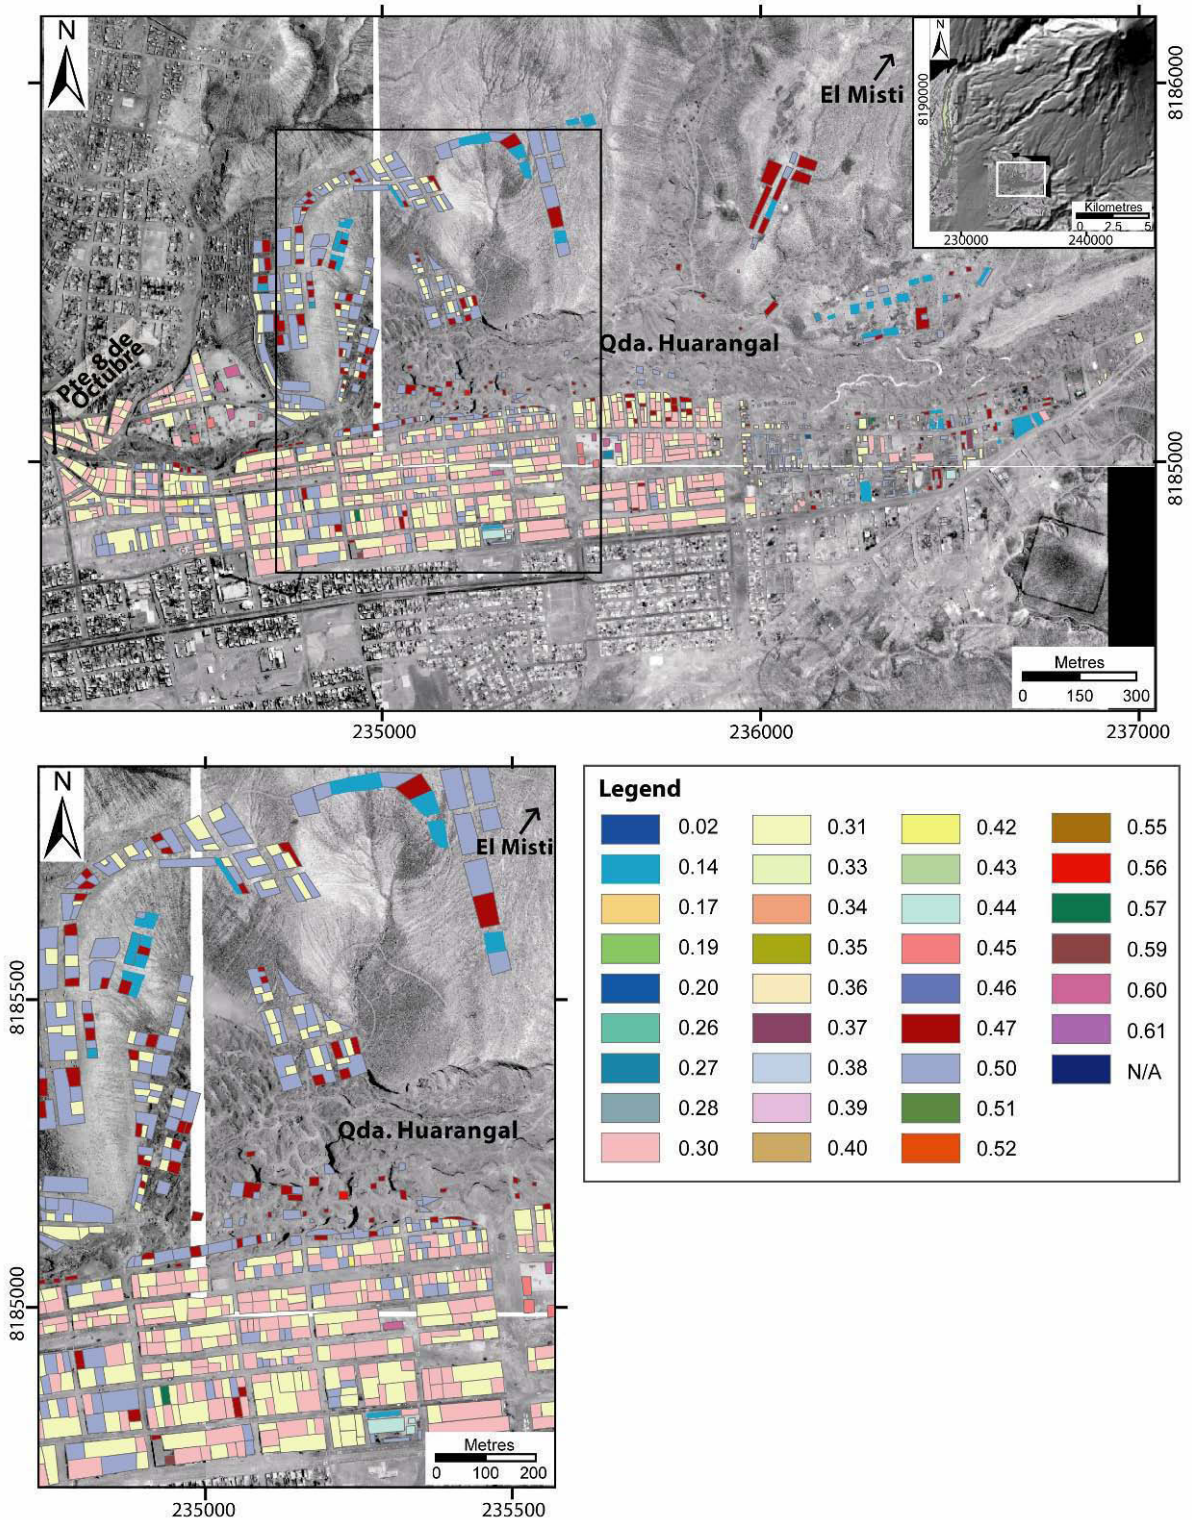 N
El Misti
8186000
8185000
Qda. Huarangal
Pte. 8 de
Octubre
N
8190000
Kilometres
0 2.5 5
230000 240000
Metres
0 150 300
235000 236000 237000
N
El Misti
8185500
Qda. Huarangal
8185000
Metres
0 100 200
235000 235500
Legend
0.02 0.31 0.42 0.55
0.14 0.33 0.43 0.56
0.17 0.34 0.44 0.57
0.19 0.35 0.45 0.59
0.20 0.36 0.46 0.60
0.26 0.37 0.47 0.61
0.27 0.38 0.50 N/A
0.28 0.39 0.51
0.30 0.40 0.52